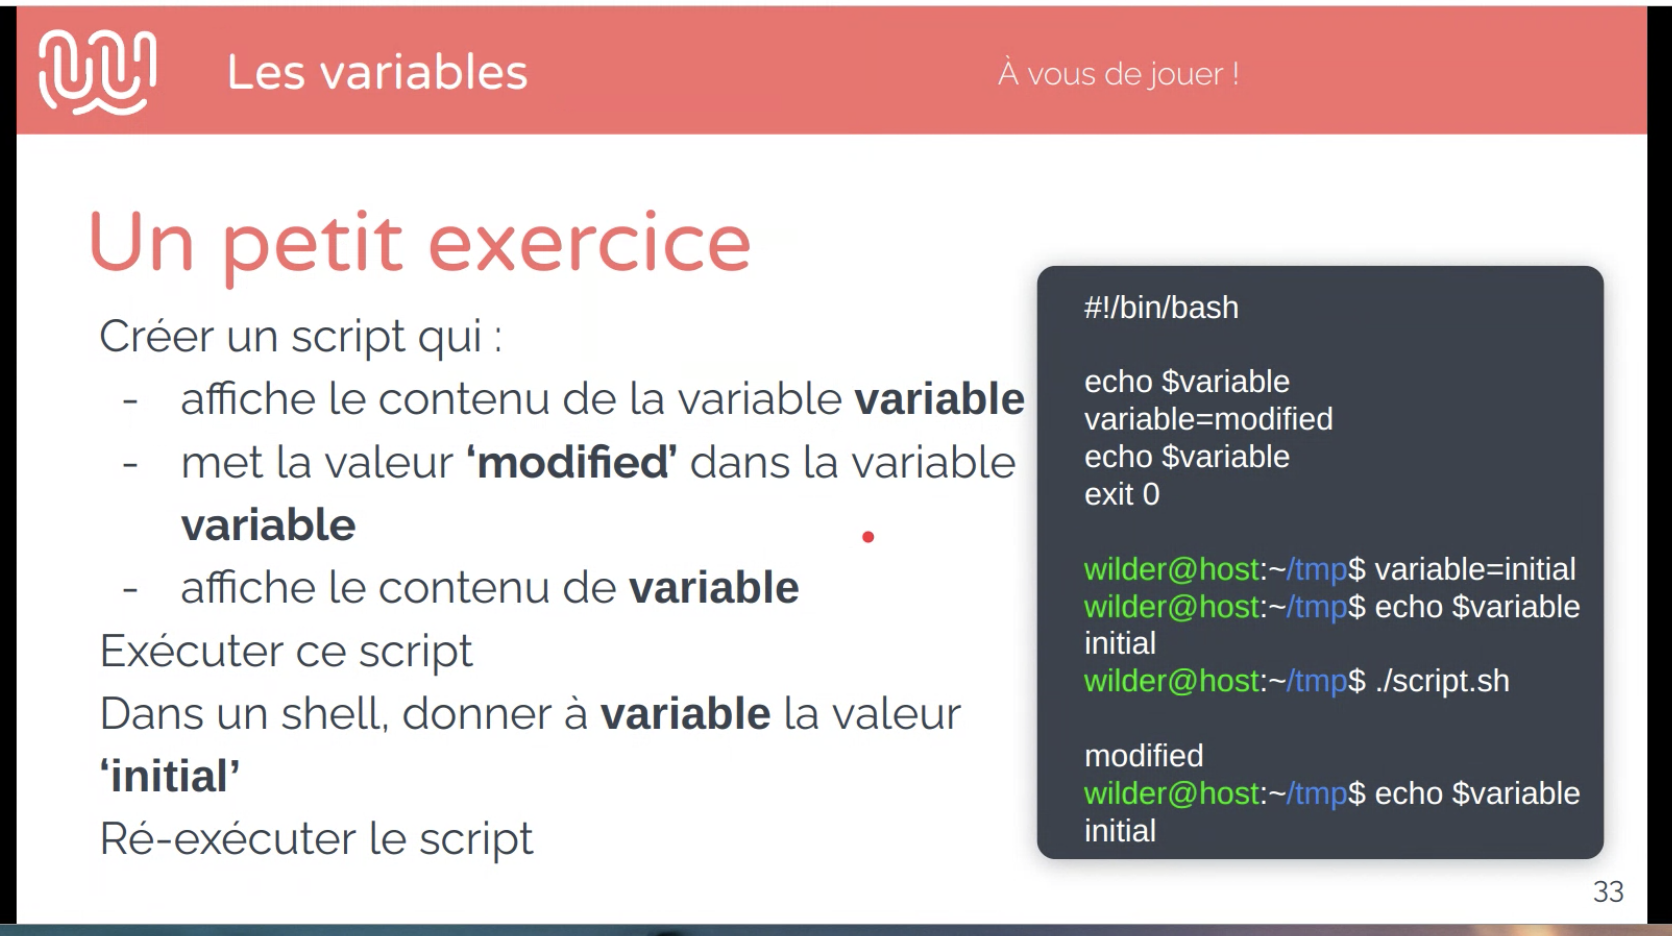 Les variables
À vous de jouer !
Un petit exercice
Créer un script qui :
- affiche le contenu de la variable variable
- met la valeur ‘modified’ dans la variable
variable
- affiche le contenu de variable
Exécuter ce script
Dans un shell, donner à variable la valeur
‘initial’
Ré-exécuter le script
#!/bin/bash
echo $variable
variable=modified
echo $variable
exit 0
wilder@host:~/tmp$ variable=initial
wilder@host:~/tmp$ echo $variable
initial
wilder@host:~/tmp$ ./script.sh
modified
wilder@host:~/tmp$ echo $variable
initial
33